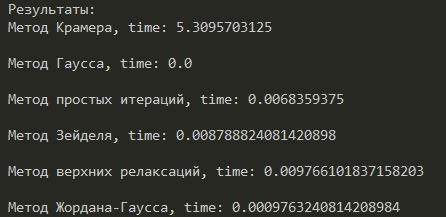 Результаты:
Метод Крамера, time: 5.3095703125
Метод Гаусса, time: 0.0
Метод простых итераций, time: 0.0068359375
Метод Зейделя, time: 0.008788824081420898
Метод верхних релаксаций, time: 0.009766101837158203
Метод Жордана-Гаусса, time: 0.0009763240814208984